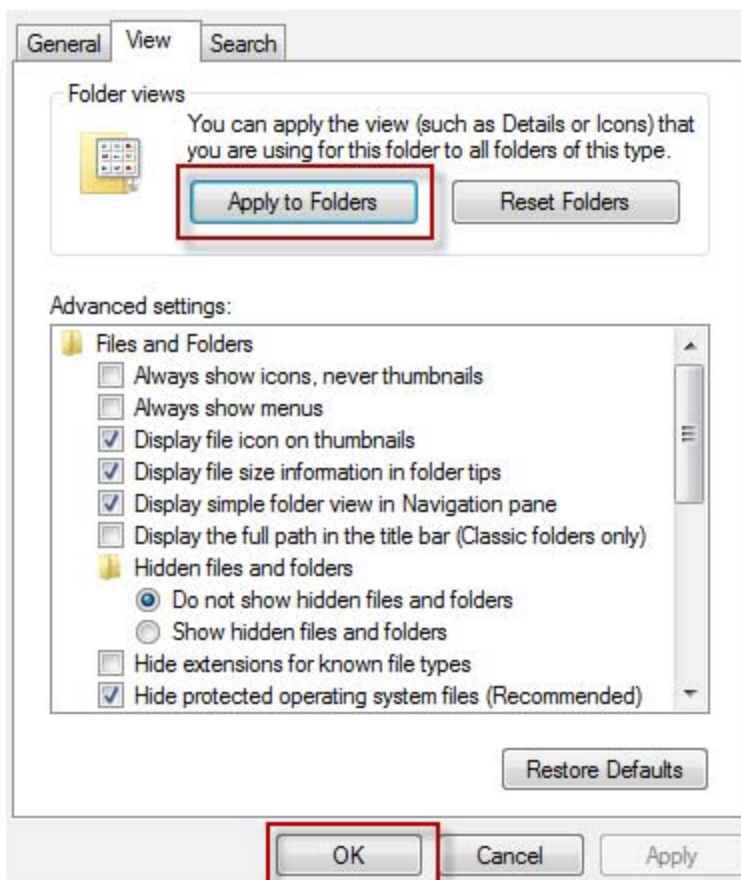 General View Search
Folder views
You can apply the view (such as Details or Icons) that
you are using for this folder to all folders of this type.
Apply to Folders Reset Folders
Advanced settings:
Files and Folders
Always show icons, never thumbnails
Always show menus
Display file icon on thumbnails
Display file size information in folder tips
Display simple folder view in Navigation pane
Display the full path in the title bar (Classic folders only)
Hidden files and folders
Do not show hidden files and folders
Show hidden files and folders
Hide extensions for known file types
Hide protected operating system files (Recommended)
Restore Defaults
OK Cancel Apply